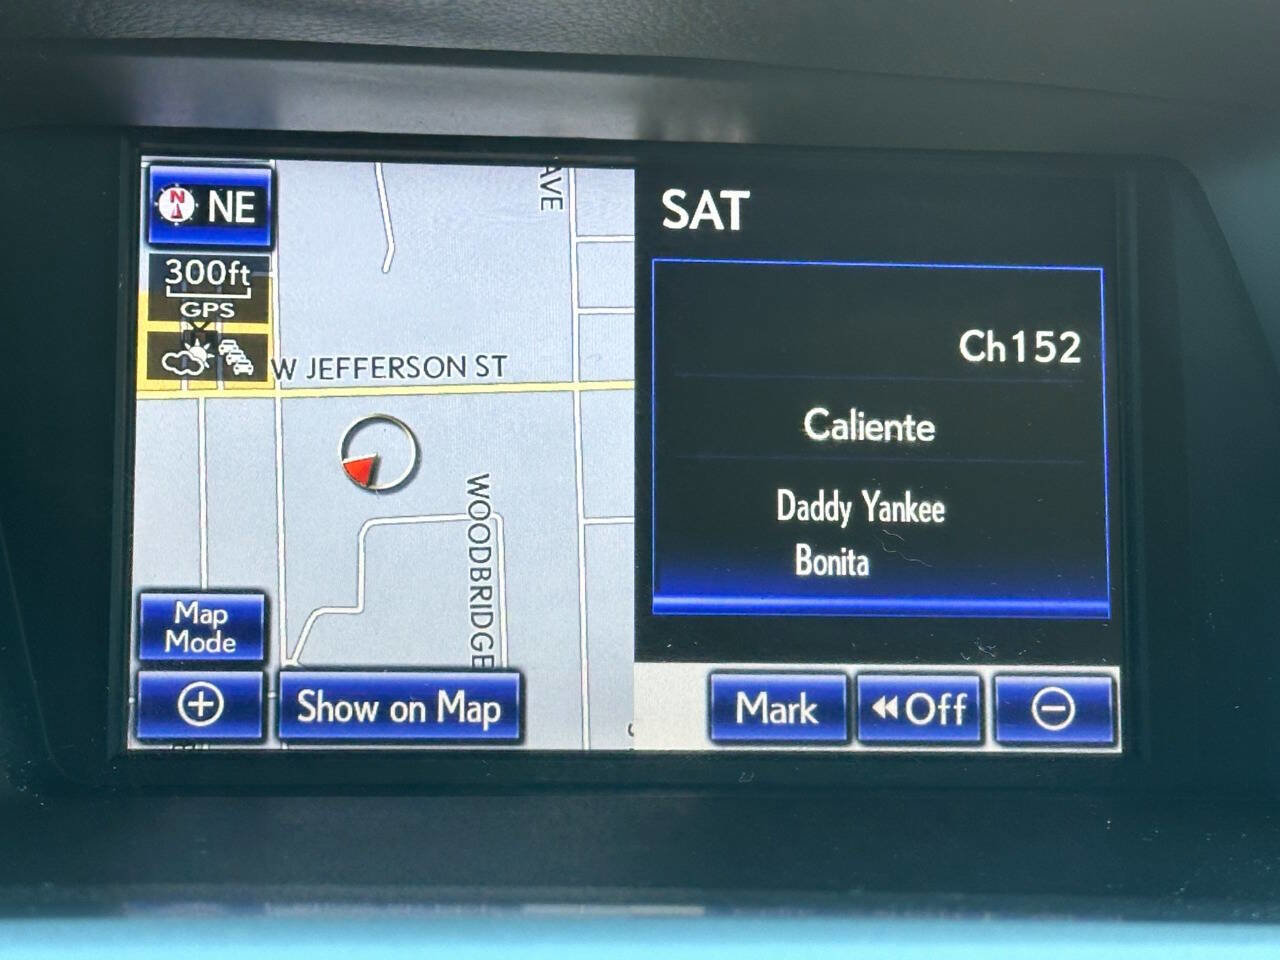 N NE
300ft
GPS
AVE
W JEFFERSON ST
WOODBRIDGE
Map
Mode
Show on Map
SAT
Ch152
Caliente
Daddy Yankee
Bonita
Mark
Off